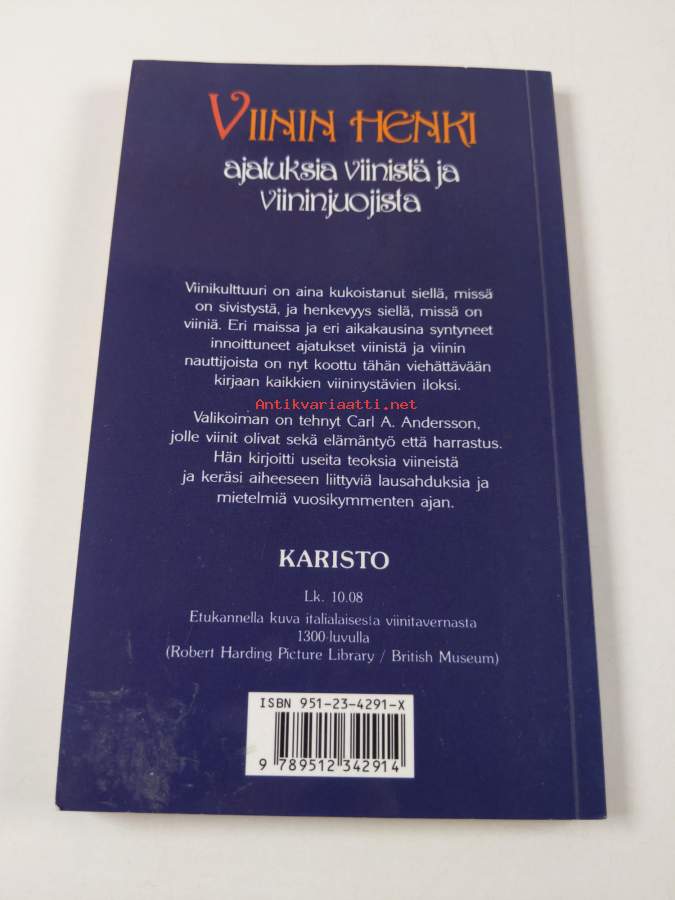 VIINin HENKi
ajatuksia viinistä ja
viininjuojista
Viinikulttuuri on aina kukoistanut siellä, missä
on sivistystä, ja henkevyys siellä, missä on
viiniä. Eri maissa ja eri aikakausina syntyneet
innoittuneet ajatukset viinistä ja viinin
nauttijoista on nyt koottu tähän viehättävään
kirjaan kaikkien viininystävien iloksi.
Antikvariaatti.net
Valikoiman on tehnyt Carl A. Andersson,
jolle viinit olivat sekä elämäntyö että harrastus.
Hän kirjoitti useita teoksia viineistä
ja keräsi aiheeseen liittyviä lausahduksia ja
mietelmiä vuosikymmenten ajan.
KARISTO
Lk. 10.08
Etukannella kuva italialaisesta viinitavernasta
1300-luvulla
(Robert Harding Picture Library / British Museum)
ISBN 951-23-4291-X
9 789512 342914